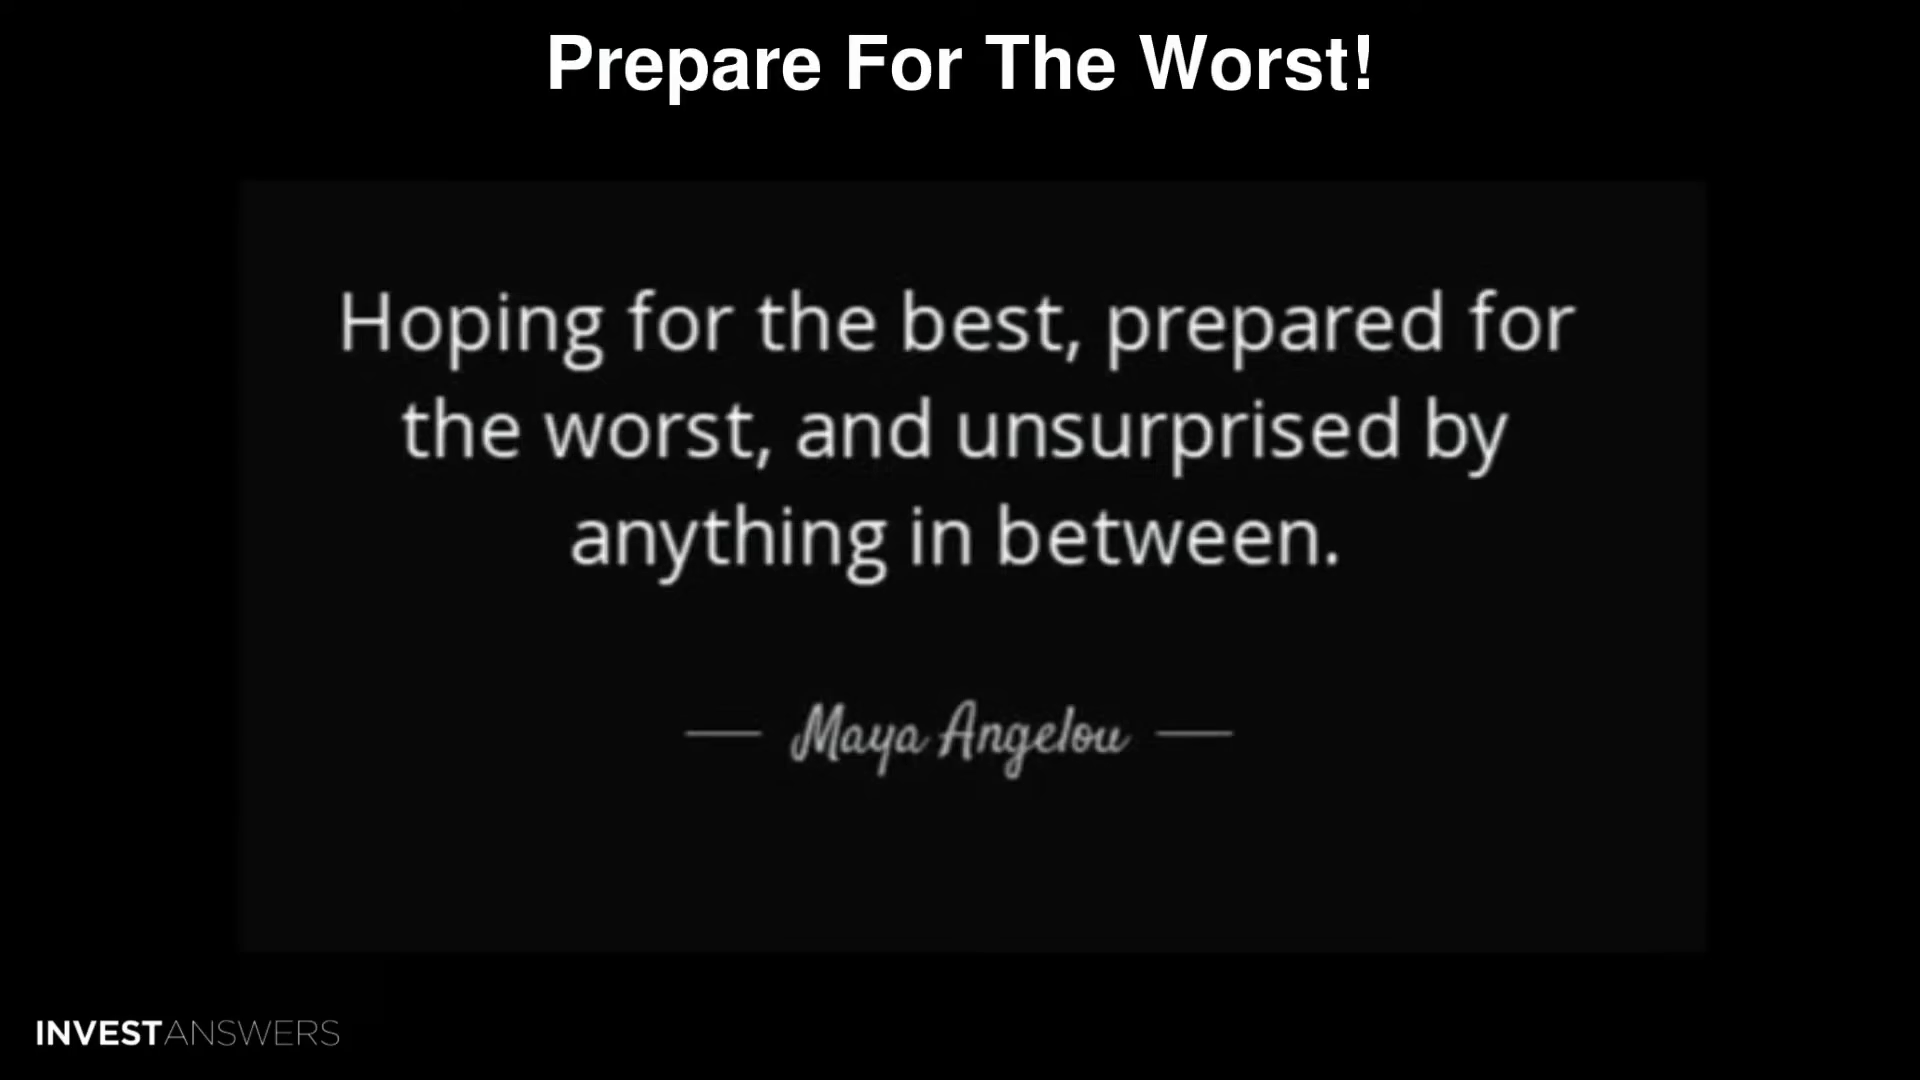 Prepare For The Worst!
Hoping for the best, prepared for
the worst, and unsurprised by
anything in between.
— Maya Angelou —
INVESTANSWERS